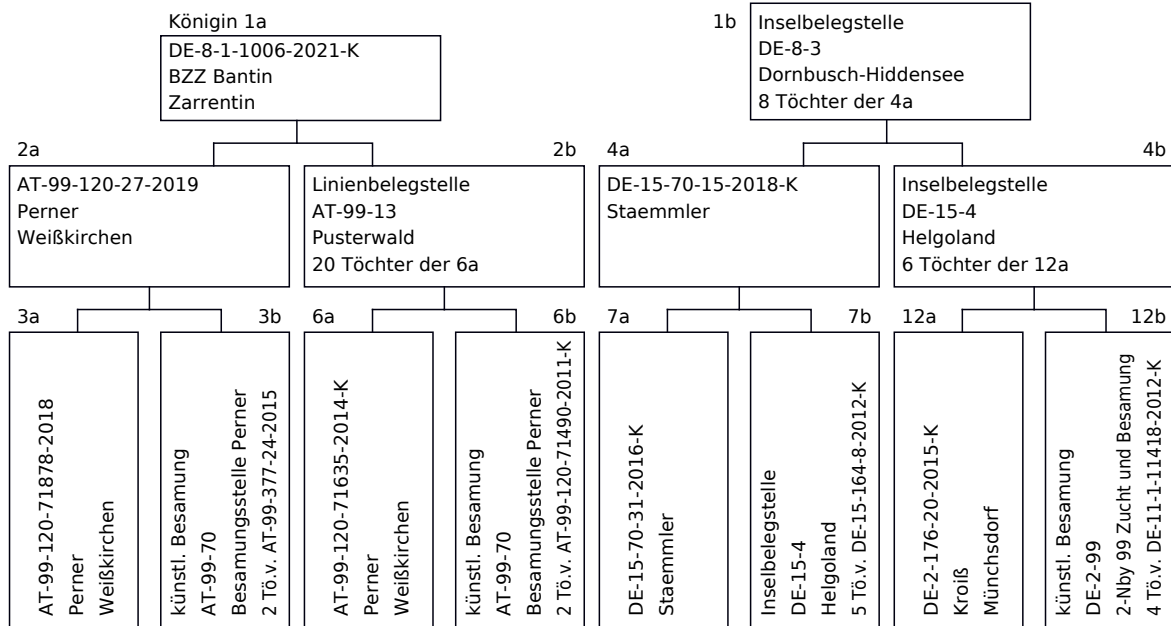 Königin 1a
DE-8-1-1006-2021-K
BZZ Bantin
Zarrentin
1b
Inselbelegstelle
DE-8-3
Dornbusch-Hiddensee
8 Töchter der 4a
2a
AT-99-120-27-2019
Perner
Weißkirchen
2b
Linienbelegstelle
AT-99-13
Pusterwald
20 Töchter der 6a
4a
DE-15-70-15-2018-K
Staemmler
4b
Inselbelegstelle
DE-15-4
Helgoland
6 Töchter der 12a
3a
AT-99-120-71878-2018
Perner
Weißkirchen
3b
künstl. Besamung
AT-99-70
Besamungsstelle Perner
2 Tö.v. AT-99-377-24-2015
6a
AT-99-120-71635-2014-K
Perner
Weißkirchen
6b
künstl. Besamung
AT-99-70
Besamungsstelle Perner
2 Tö.v. AT-99-120-71490-2011-K
7a
DE-15-70-31-2016-K
Staemmler
7b
Inselbelegstelle
DE-15-4
Helgoland
5 Tö.v. DE-15-164-8-2012-K
12a
DE-2-176-20-2015-K
Kroiß
Münchsdorf
12b
künstl. Besamung
DE-2-99
2-Nby 99 Zucht und Besamung
4 Tö.v. DE-11-1-11418-2012-K